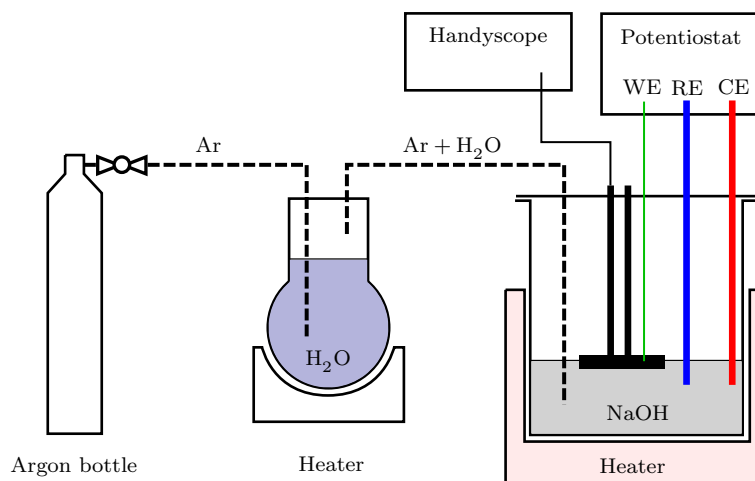 Handyscope
Potentiostat
WE RE CE
Ar
Ar + H₂O
H₂O
NaOH
Argon bottle
Heater
Heater